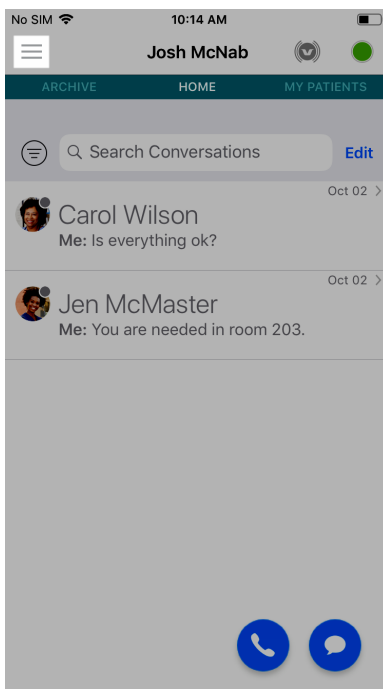 No SIM 10:14 AM
Josh McNab
ARCHIVE HOME MY PATIENTS
Search Conversations Edit
Oct 02
Carol Wilson
Me: Is everything ok?
Oct 02
Jen McMaster
Me: You are needed in room 203.